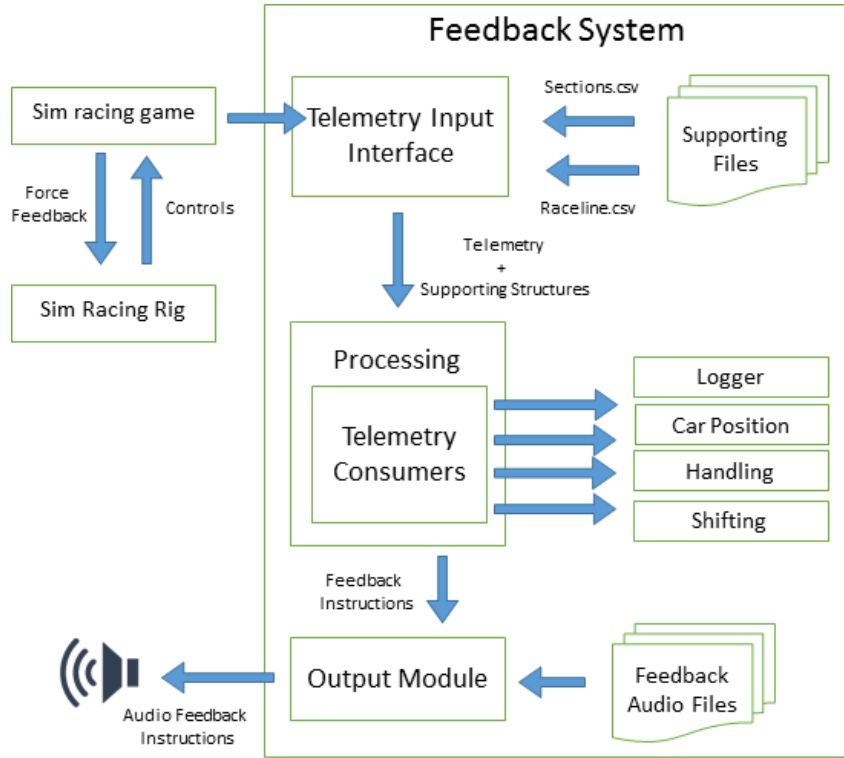 Feedback System
Sim racing game
Telemetry Input
Interface
Sections.csv
Supporting
Files
Raceline.csv
Force
Feedback
Controls
Telemetry
+
Supporting Structures
Sim Racing Rig
Processing
Telemetry
Consumers
Logger
Car Position
Handling
Shifting
Feedback
Instructions
Output Module
Feedback
Audio Files
Audio Feedback
Instructions